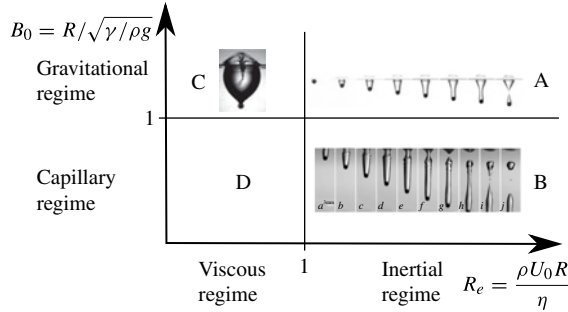 B₀ = R/√γ/ρg
Gravitational
regime
C
A
1
Capillary
regime
D
B
a b c d e f g h i j
1
Viscous
regime
Inertial
regime
Rₑ = ρU₀R/η